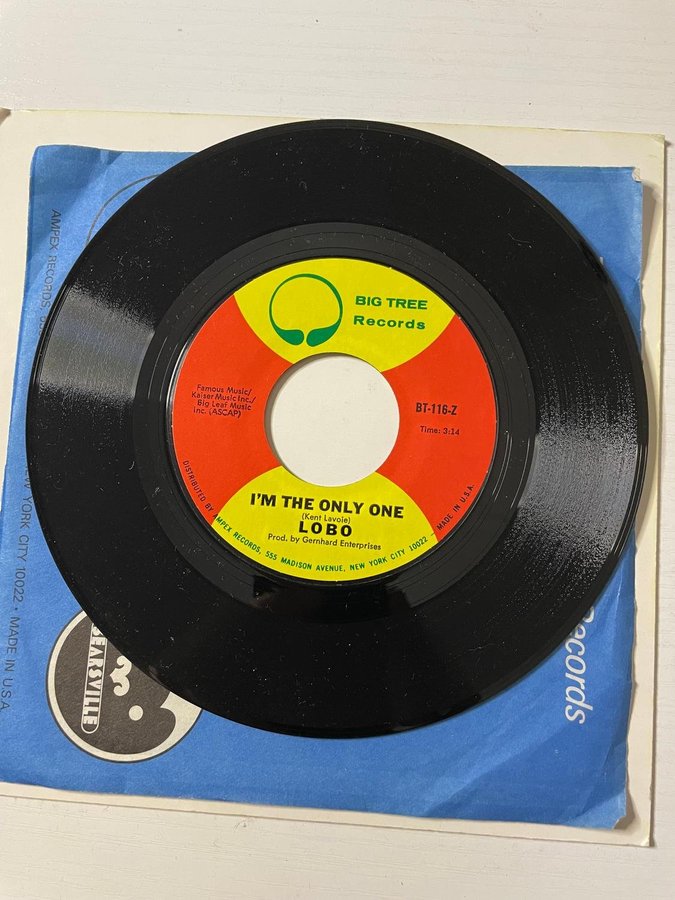 BIG TREE
Records
Famous Music/
Kaiser Music Inc./
Big Leaf Music
Inc. (ASCAP)
BT-116-Z
Time: 3:14
I'M THE ONLY ONE
(Kent Lavoie)
LOBO
Prod. by Gernhard Enterprises
DISTRIBUTED BY AMPEX RECORDS, 555 MADISON AVENUE, NEW YORK CITY 10022 – MADE IN U.S.A.
AMPEX RECORDS
NEW YORK CITY 10022 • MADE IN U.S.A.
BEARSVILLE
Records